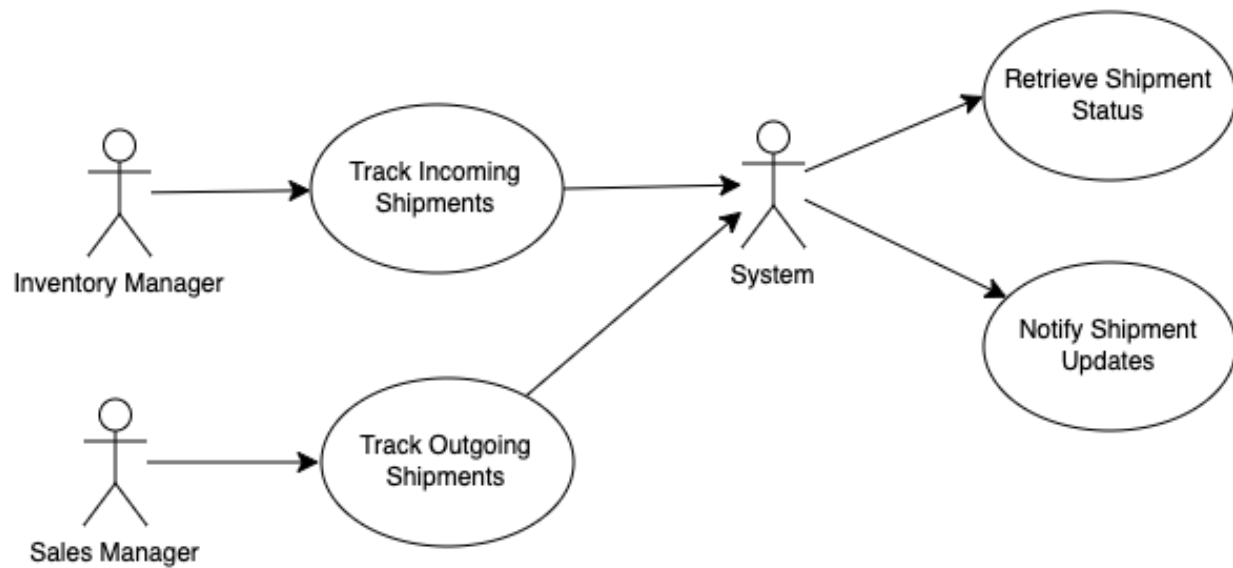 Retrieve Shipment
Status
Track Incoming
Shipments
Inventory Manager
System
Notify Shipment
Updates
Track Outgoing
Shipments
Sales Manager